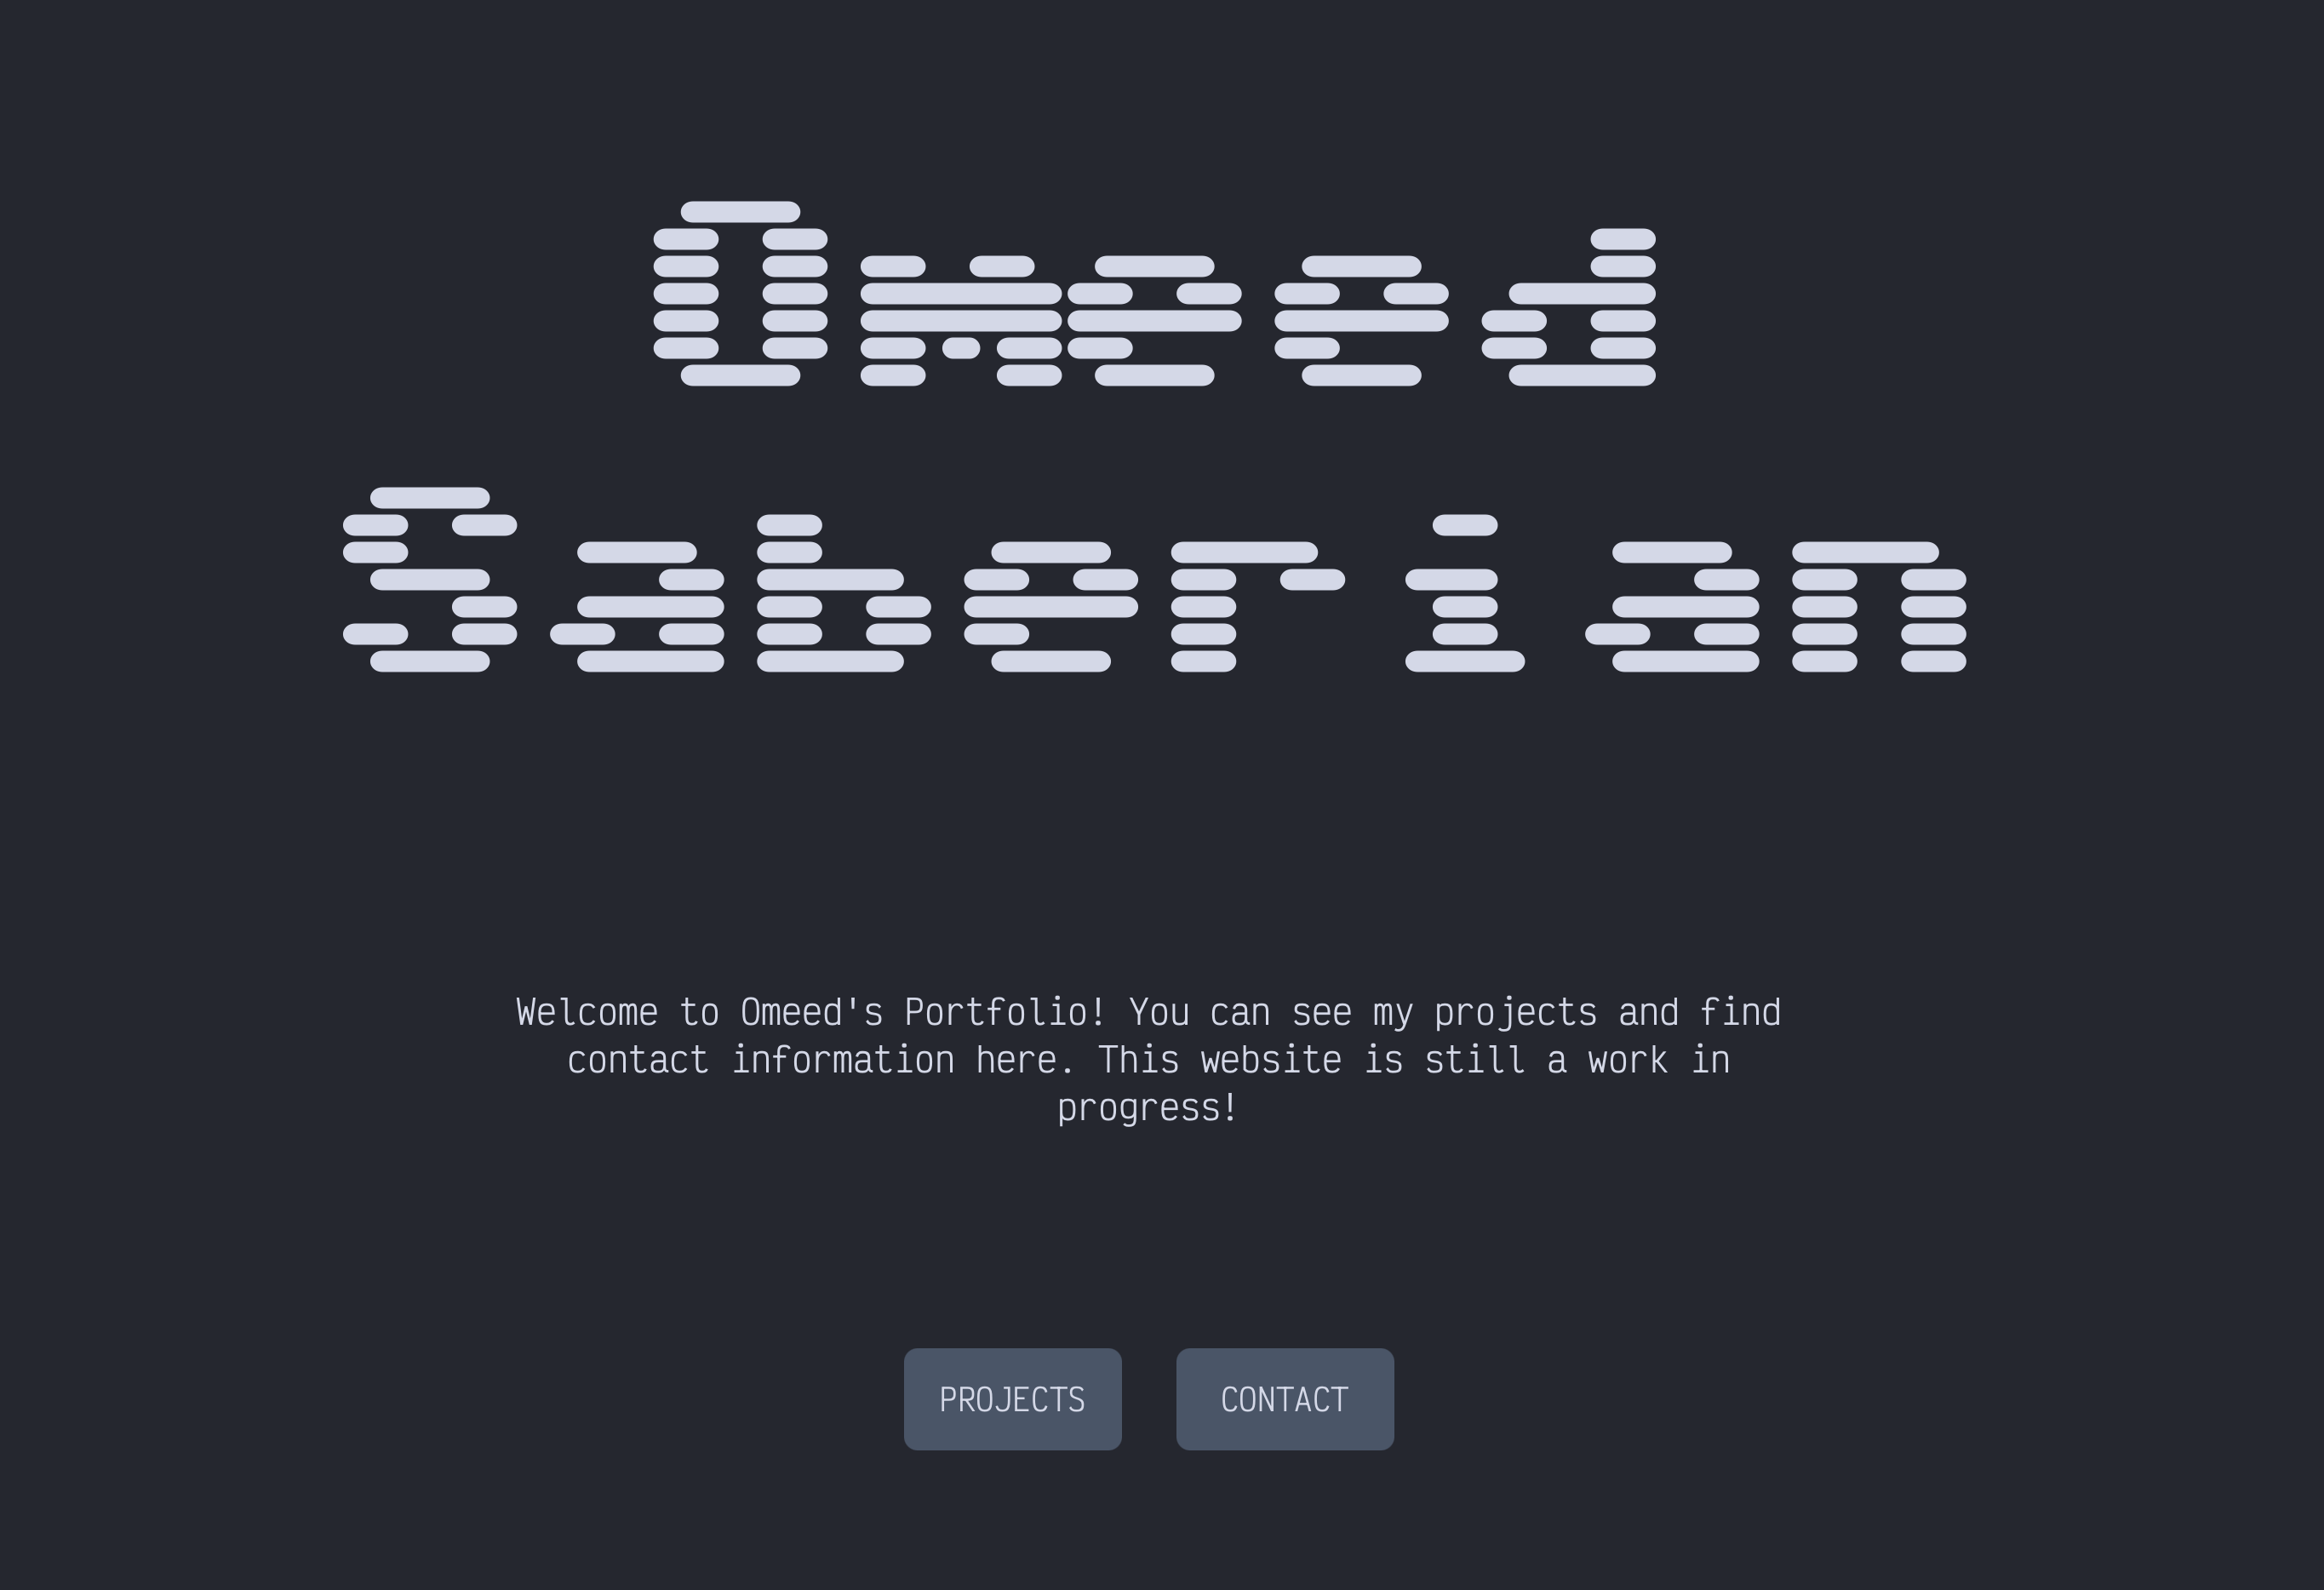 Omeed
Saberian
Welcome to Omeed's Portfolio! You can see my projects and find
contact information here. This website is still a work in
progress!
PROJECTS
CONTACT